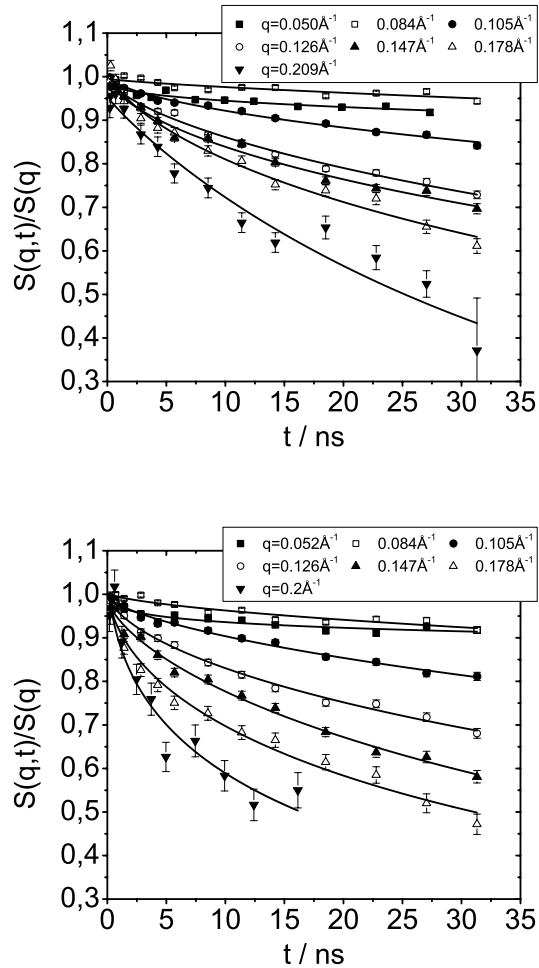 q=0.050Å⁻¹ 0.084Å⁻¹ 0.105Å⁻¹
q=0.126Å⁻¹ 0.147Å⁻¹ 0.178Å⁻¹
q=0.209Å⁻¹
1,1
1,0
0,9
0,8
0,7
0,6
0,5
0,4
0,3
S(q,t)/S(q)
0 5 10 15 20 25 30 35
t / ns
q=0.052Å⁻¹ 0.084Å⁻¹ 0.105Å⁻¹
q=0.126Å⁻¹ 0.147Å⁻¹ 0.178Å⁻¹
q=0.2Å⁻¹
1,1
1,0
0,9
0,8
0,7
0,6
0,5
0,4
0,3
S(q,t)/S(q)
0 5 10 15 20 25 30 35
t / ns